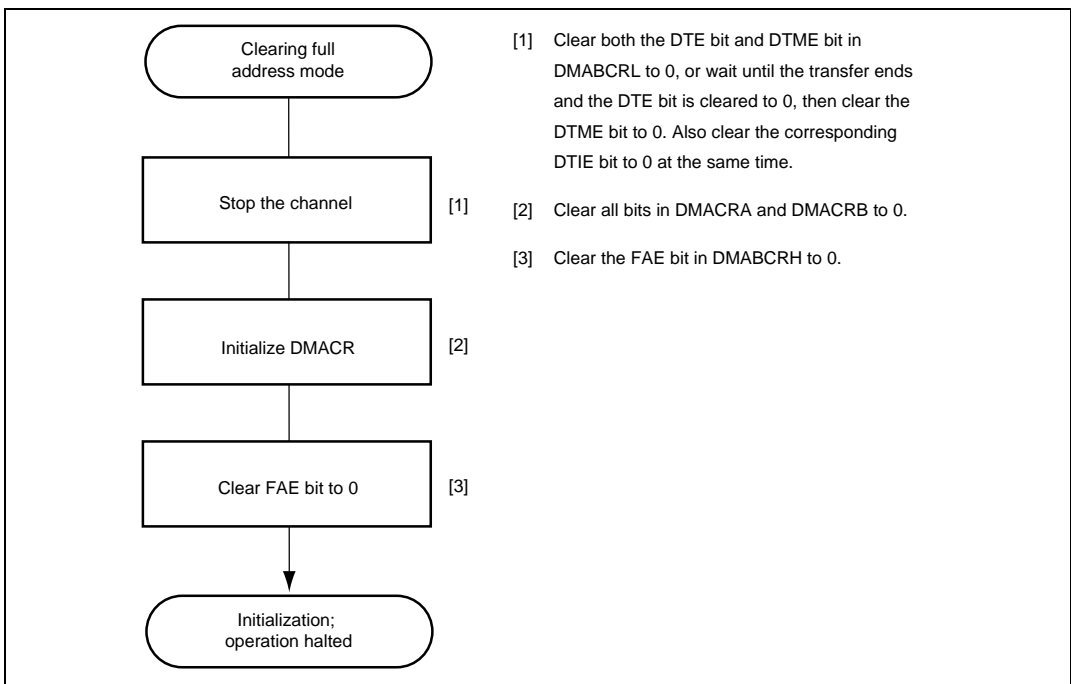 Clearing full
address mode
Stop the channel
[1]
Initialize DMACR
[2]
Clear FAE bit to 0
[3]
Initialization;
operation halted
[1] Clear both the DTE bit and DTME bit in
DMABCRL to 0, or wait until the transfer ends
and the DTE bit is cleared to 0, then clear the
DTME bit to 0. Also clear the corresponding
DTIE bit to 0 at the same time.
[2] Clear all bits in DMACRA and DMACRB to 0.
[3] Clear the FAE bit in DMABCRH to 0.